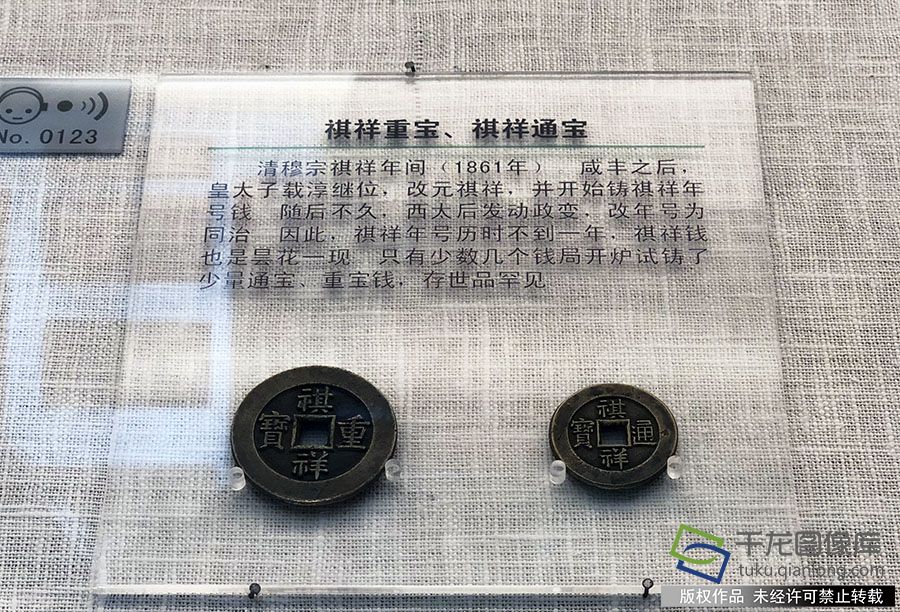 No. 0123
祺祥重宝、祺祥通宝
清穆宗祺祥年间（1861年） 咸丰之后，
皇太子载淳继位，改元祺祥，并开始铸祺祥年
号钱 随后不久，西太后发动政变，改年号为
同治 因此，祺祥年号历时不到一年，祺祥钱
也是昙花一现 只有少数几个钱局开炉试铸了
少量通宝、重宝钱，存世品罕见
祺
寶 重
祥
祺
寶 通
祥
千龙图像库
tuku.qianlong.com
版权作品 未经许可禁止转载